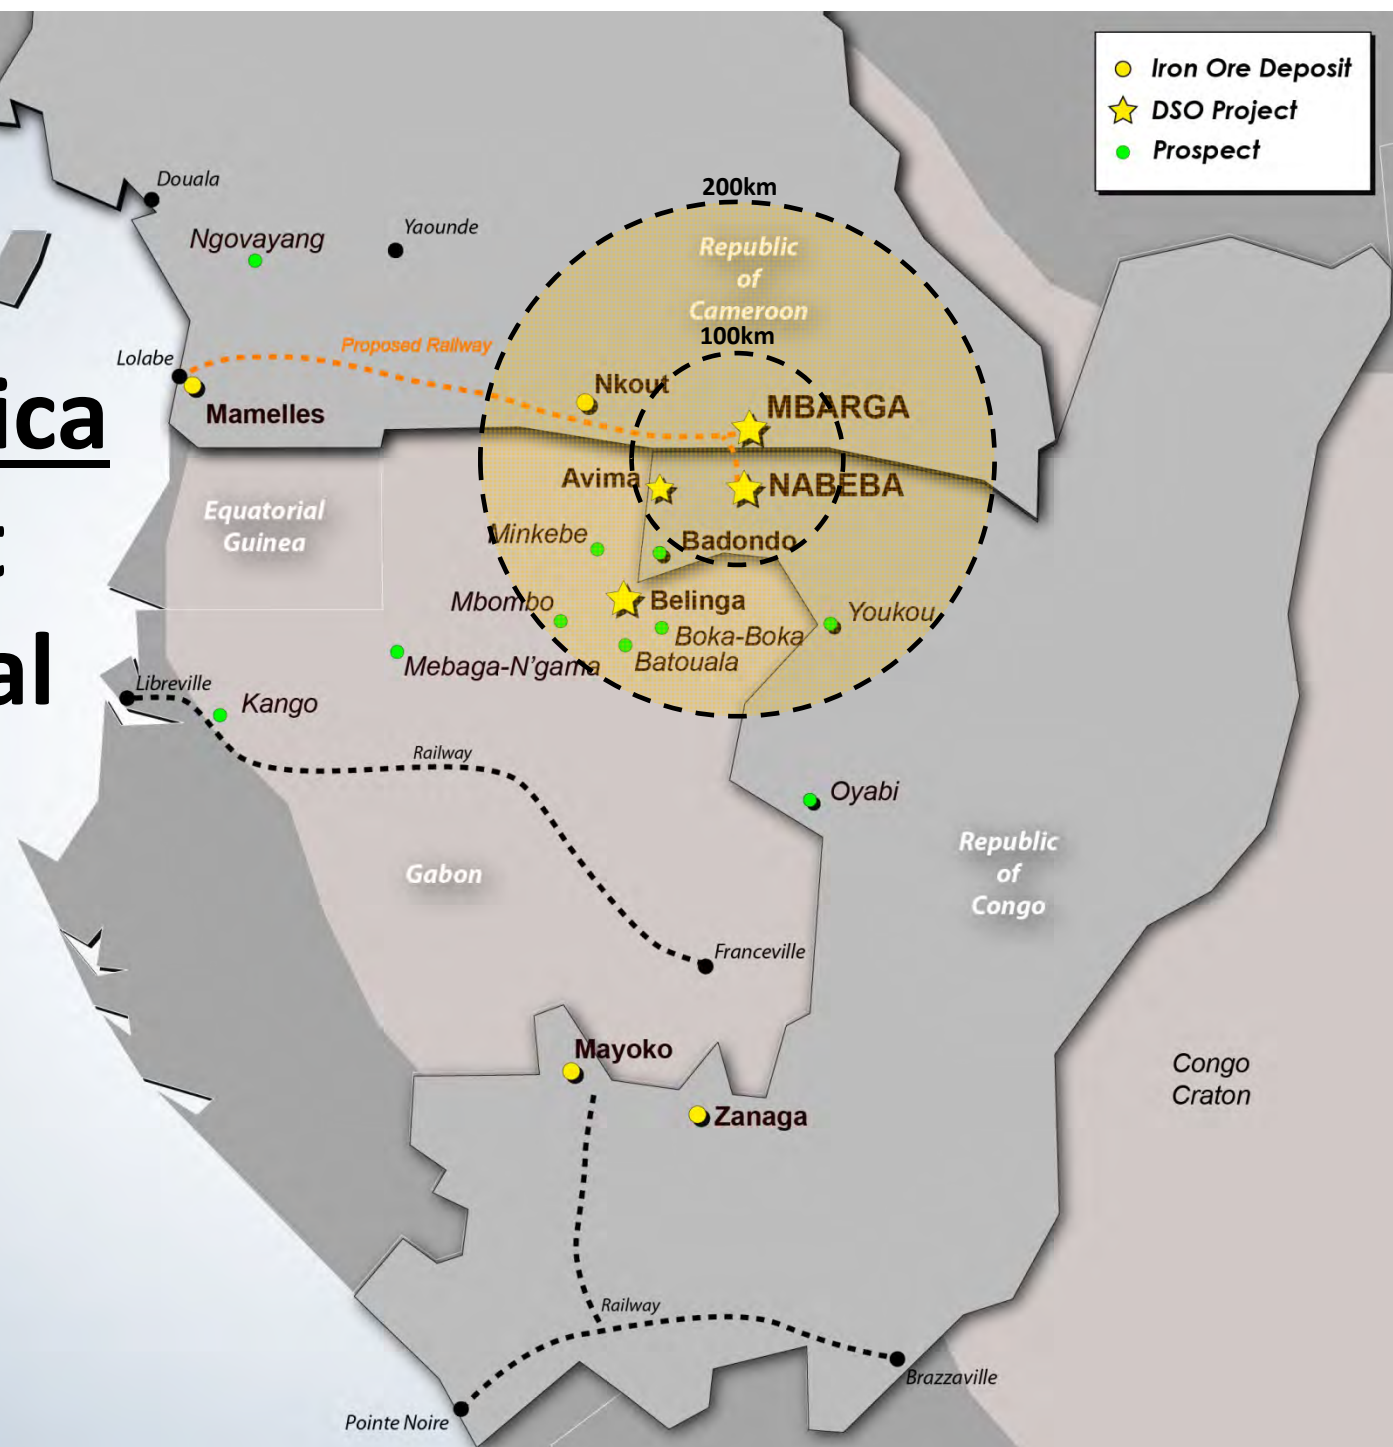 Iron Ore Deposit
DSO Project
Prospect
Douala
200km
Ngovayang
Yaounde
Republic
of
Cameroon
100km
Proposed Railway
Lolabe
Nkout
ica
Mamelles
MBARGA
Avima
NABEBA
Equatorial
Guinea
Minkebe
Badondo
t
Mbombo
Belinga
Youkou
Boka-Boka
Batouala
Mebaga-N'gama
al
Libreville
Kango
Railway
Oyabi
Republic
of
Congo
Gabon
Franceville
Mayoko
Congo
Craton
Zanaga
Railway
Brazzaville
Pointe Noire